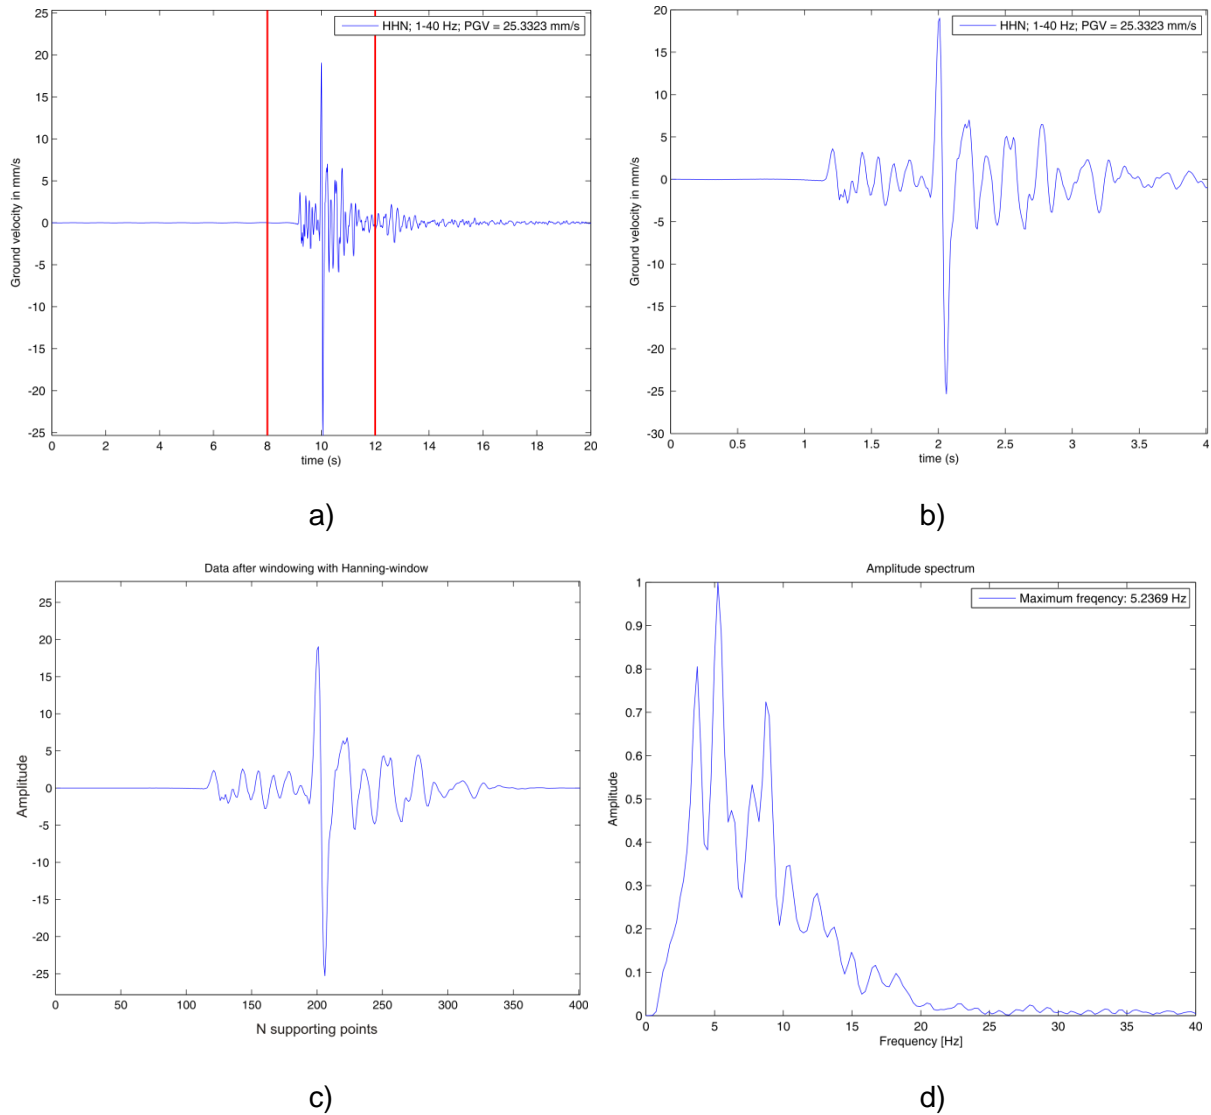 HHN; 1-40 Hz; PGV = 25.3323 mm/s
25
20
15
10
5
0
-5
-10
-15
-20
-25
Ground velocity in mm/s
0 2 4 6 8 10 12 14 16 18 20
time (s)
a)
HHN; 1-40 Hz; PGV = 25.3323 mm/s
20
15
10
5
0
-5
-10
-15
-20
-25
-30
Ground velocity in mm/s
0 0.5 1 1.5 2 2.5 3 3.5 4
time (s)
b)
Data after windowing with Hanning-window
25
20
15
10
5
0
-5
-10
-15
-20
-25
Amplitude
0 50 100 150 200 250 300 350 400
N supporting points
c)
Amplitude spectrum
Maximum freqency: 5.2369 Hz
1
0.9
0.8
0.7
0.6
0.5
0.4
0.3
0.2
0.1
0
Amplitude
0 5 10 15 20 25 30 35 40
Frequency [Hz]
d)